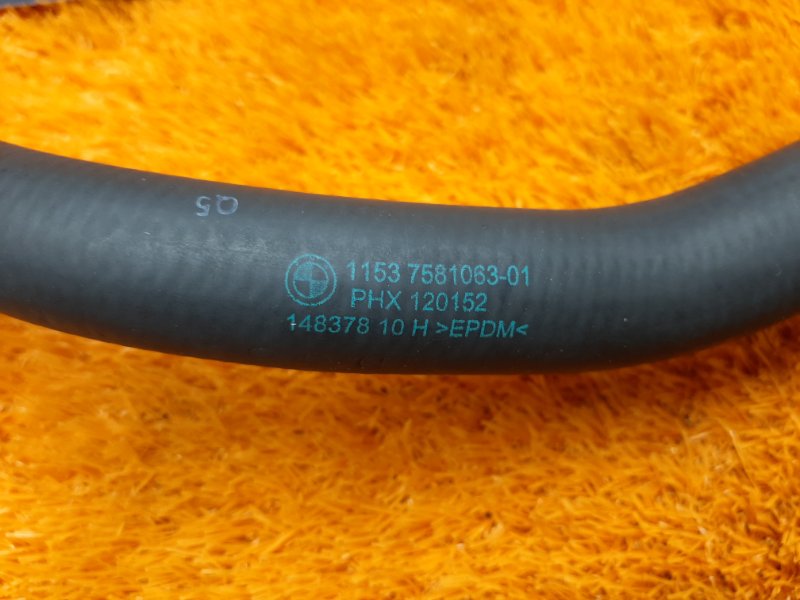 Q5
1153 7581063-01
PHX 120152
148378 10 H >EPDM<